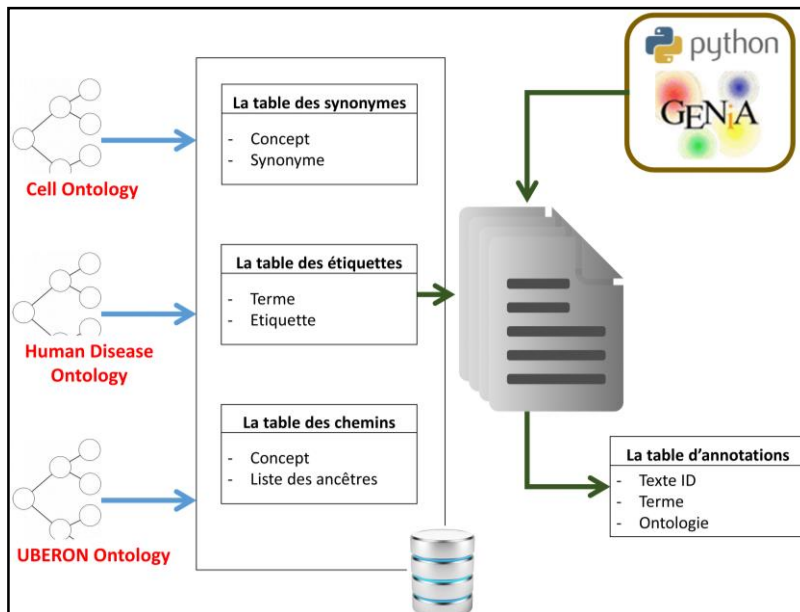 Cell Ontology
Human Disease
Ontology
UBERON Ontology
La table des synonymes
- Concept
- Synonyme
La table des étiquettes
- Terme
- Etiquette
La table des chemins
- Concept
- Liste des ancêtres
python
GENiA
La table d’annotations
- Texte ID
- Terme
- Ontologie